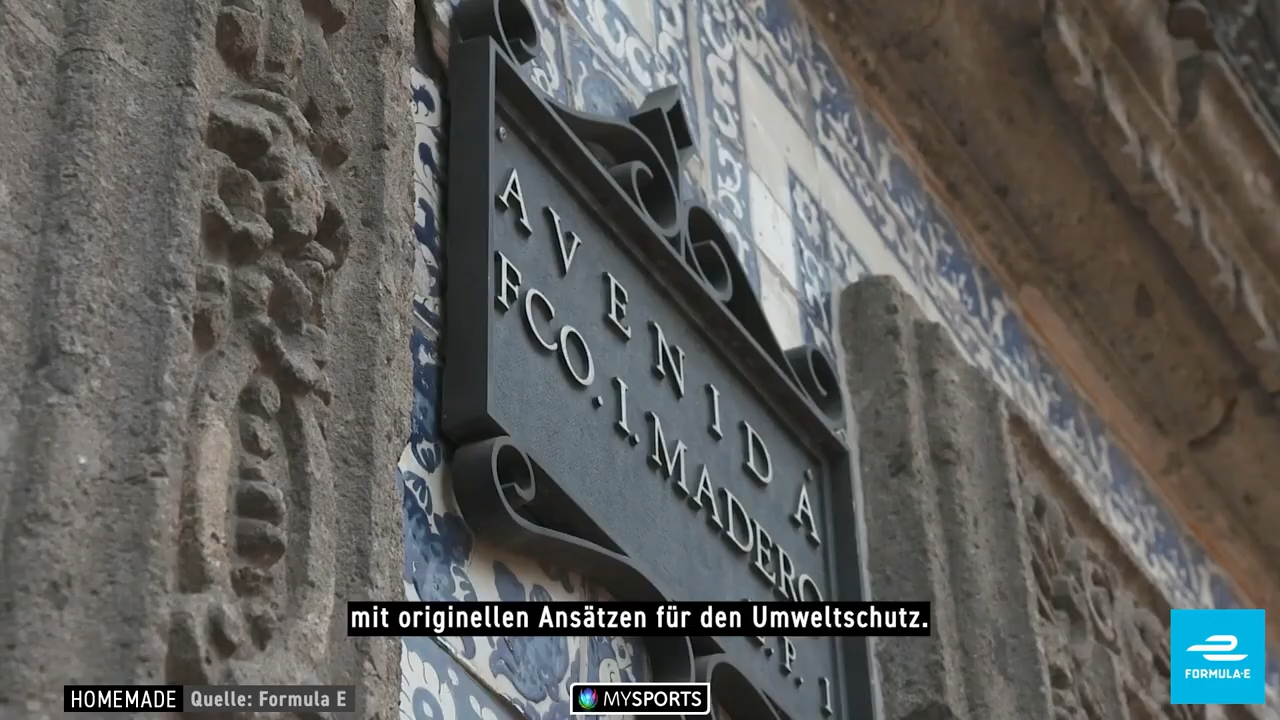 AVENIDA
FCO. I. MADERO
mit originellen Ansätzen für den Umweltschutz.
FORMULA-E
HOMEMADE Quelle: Formula E
MYSPORTS